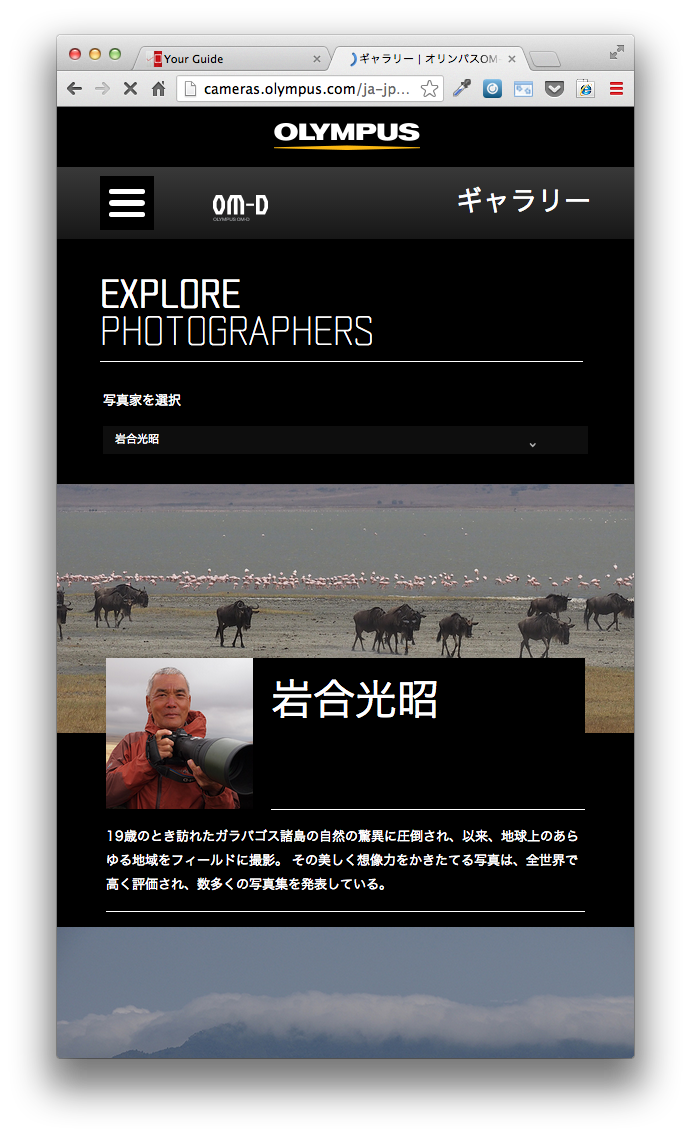 Your Guide
ギャラリー | オリンパスOM-
cameras.olympus.com/ja-jp...
OLYMPUS
OM-D
OLYMPUS OM-D
ギャラリー
EXPLORE
PHOTOGRAPHERS
写真家を選択
岩合光昭
岩合光昭
19歳のとき訪れたガラパゴス諸島の自然の驚異に圧倒され、以来、地球上のあら
ゆる地域をフィールドに撮影。 その美しく想像力をかきたてる写真は、全世界で
高く評価され、数多くの写真集を発表している。